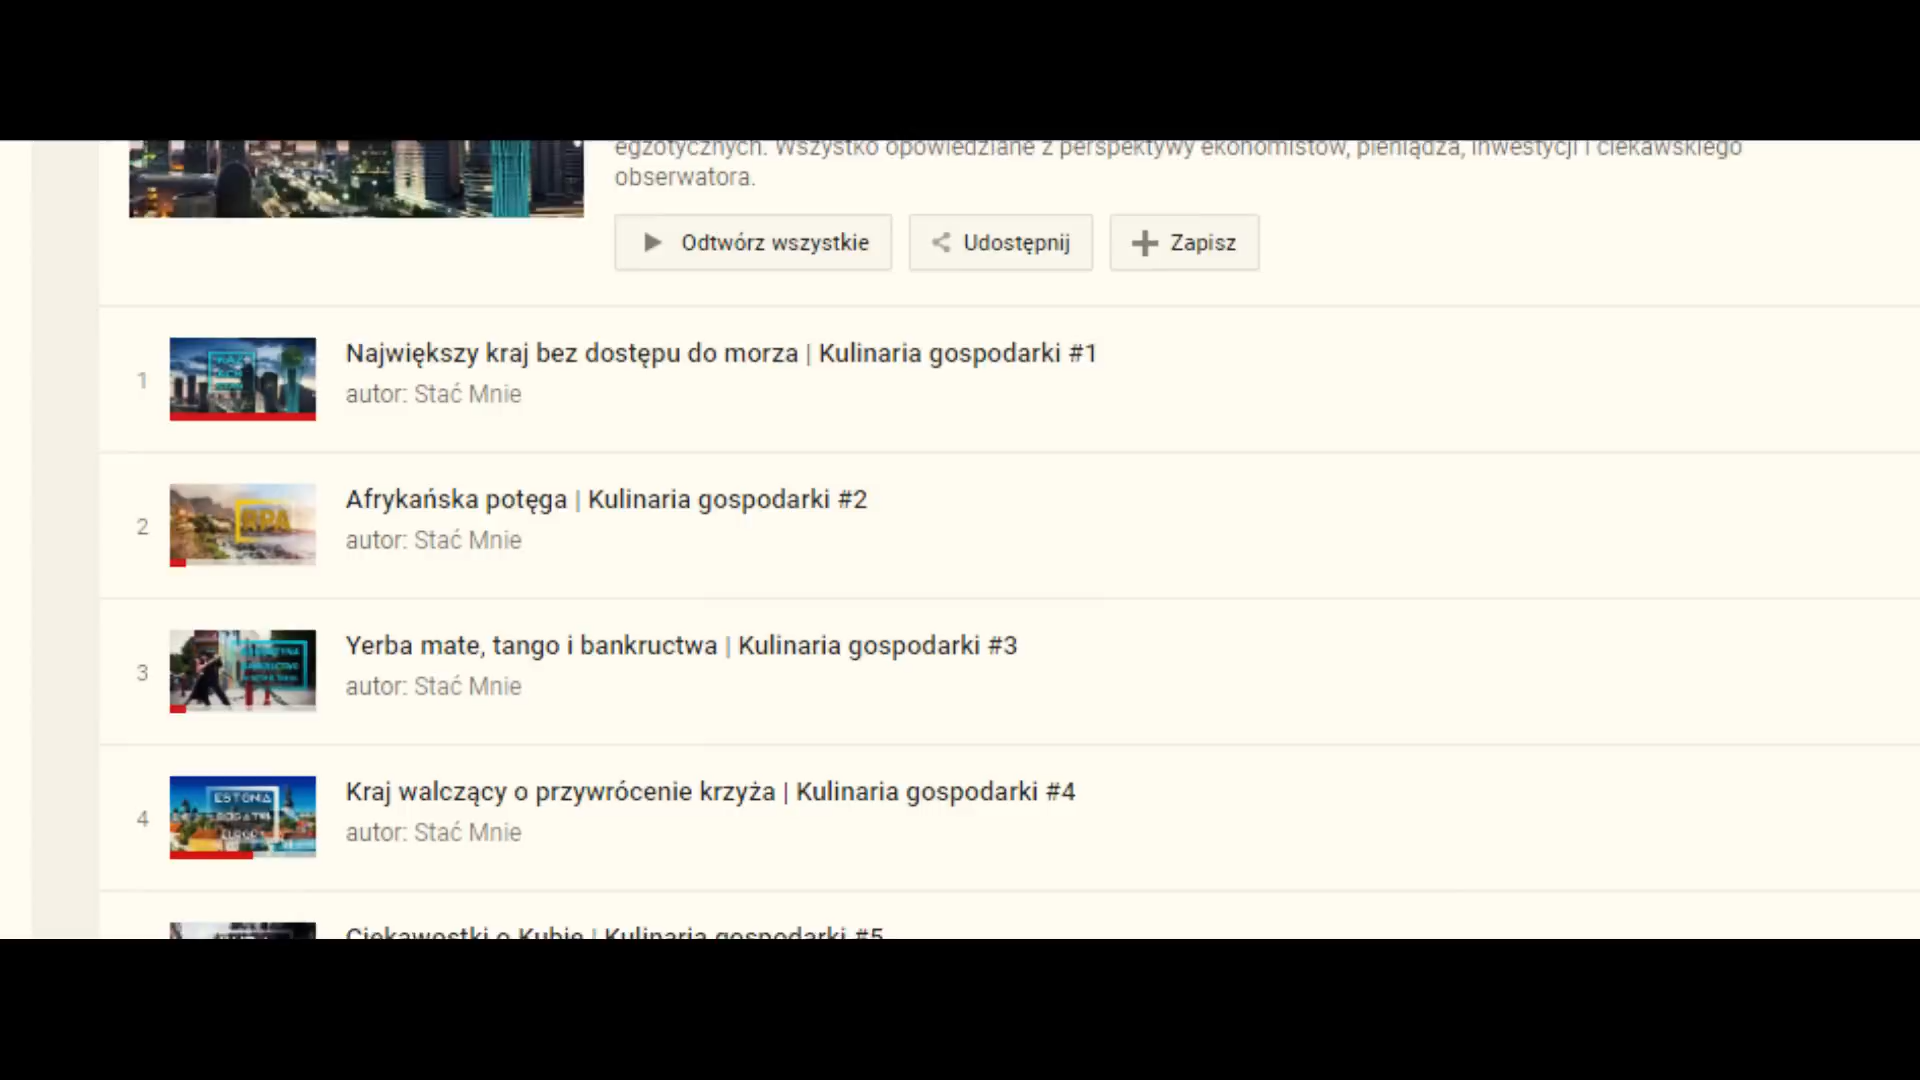 egzotycznych. Wszystko opowiedziane z perspektywy ekonomistów, pieniądza, inwestycji i ciekawskiego
obserwatora.
Odtwórz wszystkie
Udostępnij
Zapisz
1
Największy kraj bez dostępu do morza | Kulinaria gospodarki #1
autor: Stać Mnie
2
RPA
Afrykańska potęga | Kulinaria gospodarki #2
autor: Stać Mnie
3
Yerba mate, tango i bankructwa | Kulinaria gospodarki #3
autor: Stać Mnie
4
ESTONIA
Kraj walczący o przywrócenie krzyża | Kulinaria gospodarki #4
autor: Stać Mnie
Ciekawostki o Kubie | Kulinaria gospodarki #5